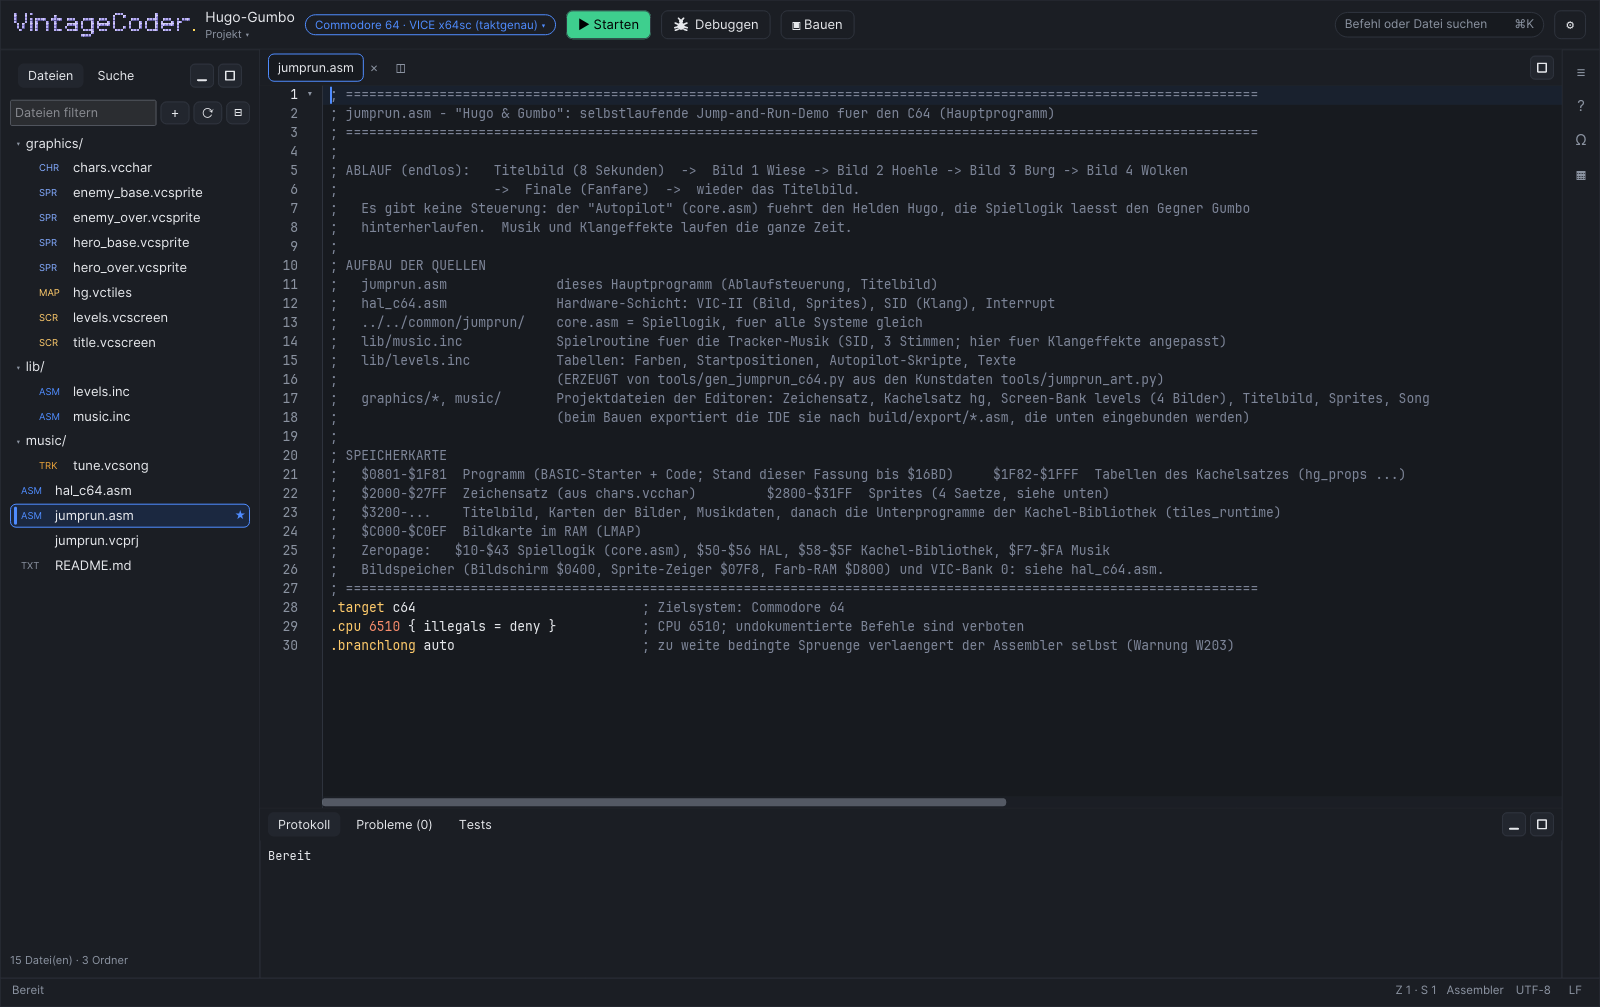 VintageCoder.
Hugo-Gumbo
Projekt
Commodore 64 · VICE x64sc (taktgenau)
Starten
Debuggen
Bauen
Befehl oder Datei suchen ⌘K
Dateien Suche
Dateien filtern
graphics/
CHR chars.vcchar
SPR enemy_base.vcsprite
SPR enemy_over.vcsprite
SPR hero_base.vcsprite
SPR hero_over.vcsprite
MAP hg.vctiles
SCR levels.vcscreen
SCR title.vcscreen
lib/
ASM levels.inc
ASM music.inc
music/
TRK tune.vcsong
ASM hal_c64.asm
ASM jumprun.asm ★
jumprun.vcprj
TXT README.md
15 Datei(en) · 3 Ordner
jumprun.asm ×
1 ; =====================================================================================================================
2 ; jumprun.asm - "Hugo & Gumbo": selbstlaufende Jump-and-Run-Demo fuer den C64 (Hauptprogramm)
3 ; =====================================================================================================================
4 ;
5 ; ABLAUF (endlos):   Titelbild (8 Sekunden)  ->  Bild 1 Wiese -> Bild 2 Hoehle -> Bild 3 Burg -> Bild 4 Wolken
6 ;                    ->  Finale (Fanfare)  ->  wieder das Titelbild.
7 ;   Es gibt keine Steuerung: der "Autopilot" (core.asm) fuehrt den Helden Hugo, die Spiellogik laesst den Gegner Gumbo
8 ;   hinterherlaufen.  Musik und Klangeffekte laufen die ganze Zeit.
9 ;
10 ; AUFBAU DER QUELLEN
11 ;   jumprun.asm              dieses Hauptprogramm (Ablaufsteuerung, Titelbild)
12 ;   hal_c64.asm              Hardware-Schicht: VIC-II (Bild, Sprites), SID (Klang), Interrupt
13 ;   ../../common/jumprun/    core.asm = Spiellogik, fuer alle Systeme gleich
14 ;   lib/music.inc            Spielroutine fuer die Tracker-Musik (SID, 3 Stimmen; hier fuer Klangeffekte angepasst)
15 ;   lib/levels.inc           Tabellen: Farben, Startpositionen, Autopilot-Skripte, Texte
16 ;                            (ERZEUGT von tools/gen_jumprun_c64.py aus den Kunstdaten tools/jumprun_art.py)
17 ;   graphics/*, music/       Projektdateien der Editoren: Zeichensatz, Kachelsatz hg, Screen-Bank levels (4 Bilder), Titelbild, Sprites, Song
18 ;                            (beim Bauen exportiert die IDE sie nach build/export/*.asm, die unten eingebunden werden)
19 ;
20 ; SPEICHERKARTE
21 ;   $0801-$1F81  Programm (BASIC-Starter + Code; Stand dieser Fassung bis $16BD)     $1F82-$1FFF  Tabellen des Kachelsatzes (hg_props ...)
22 ;   $2000-$27FF  Zeichensatz (aus chars.vcchar)         $2800-$31FF  Sprites (4 Saetze, siehe unten)
23 ;   $3200-...    Titelbild, Karten der Bilder, Musikdaten, danach die Unterprogramme der Kachel-Bibliothek (tiles_runtime)
24 ;   $C000-$C0EF  Bildkarte im RAM (LMAP)
25 ;   Zeropage:   $10-$43 Spiellogik (core.asm), $50-$56 HAL, $58-$5F Kachel-Bibliothek, $F7-$FA Musik
26 ;   Bildspeicher (Bildschirm $0400, Sprite-Zeiger $07F8, Farb-RAM $D800) und VIC-Bank 0: siehe hal_c64.asm.
27 ; =====================================================================================================================
28 .target c64                             ; Zielsystem: Commodore 64
29 .cpu 6510 { illegals = deny }           ; CPU 6510; undokumentierte Befehle sind verboten
30 .branchlong auto                        ; zu weite bedingte Spruenge verlaengert der Assembler selbst (Warnung W203)
Protokoll Probleme (0) Tests
Bereit
Bereit
Z 1 · S 1 Assembler UTF-8 LF